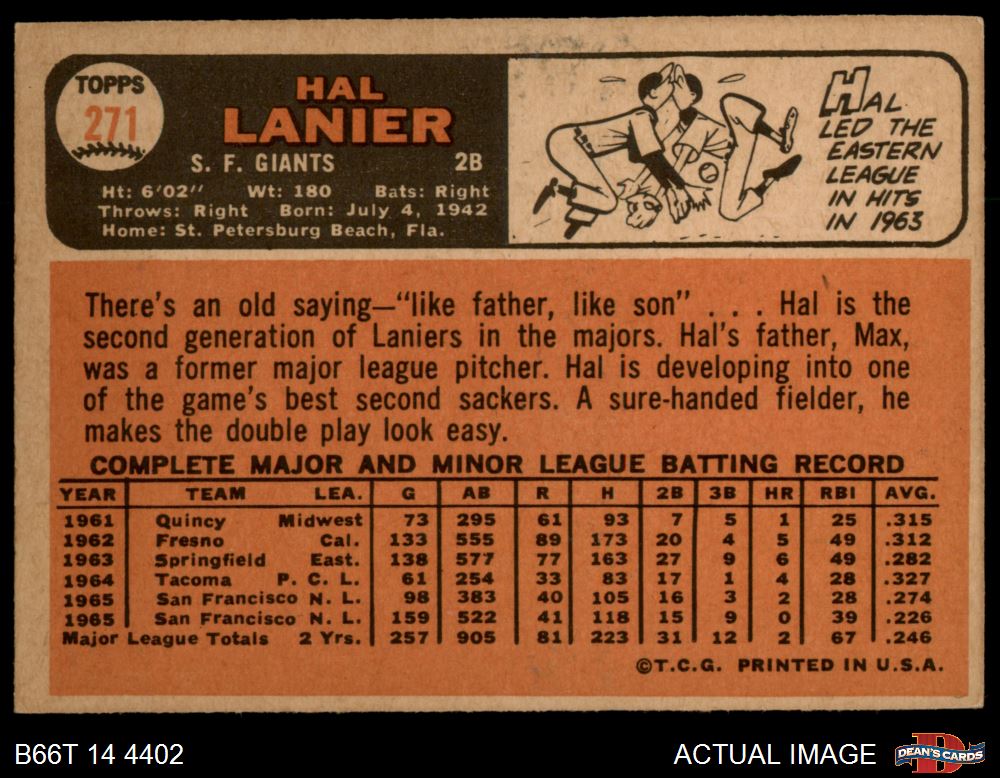 TOPPS
271
HAL
LANIER
S. F. GIANTS 2B
Ht: 6'02" Wt: 180 Bats: Right
Throws: Right Born: July 4, 1942
Home: St. Petersburg Beach, Fla.
HAL
LED THE
EASTERN
LEAGUE
IN HITS
IN 1963
There's an old saying—"like father, like son" . . . Hal is the
second generation of Laniers in the majors. Hal's father, Max,
was a former major league pitcher. Hal is developing into one
of the game's best second sackers. A sure-handed fielder, he
makes the double play look easy.
COMPLETE MAJOR AND MINOR LEAGUE BATTING RECORD
YEAR TEAM LEA. G AB R H 2B 3B HR RBI AVG.
1961 Quincy Midwest 73 295 61 93 7 5 1 25 .315
1962 Fresno Cal. 133 555 89 173 20 4 5 49 .312
1963 Springfield East. 138 577 77 163 27 9 6 49 .282
1964 Tacoma P. C. L. 61 254 33 83 17 1 4 28 .327
1965 San Francisco N. L. 98 383 40 105 16 3 2 28 .274
1965 San Francisco N. L. 159 522 41 118 15 9 0 39 .226
Major League Totals 2 Yrs. 257 905 81 223 31 12 2 67 .246
©T.C.G. PRINTED IN U.S.A.
B66T 14 4402 ACTUAL IMAGE DEAN'S CARDS